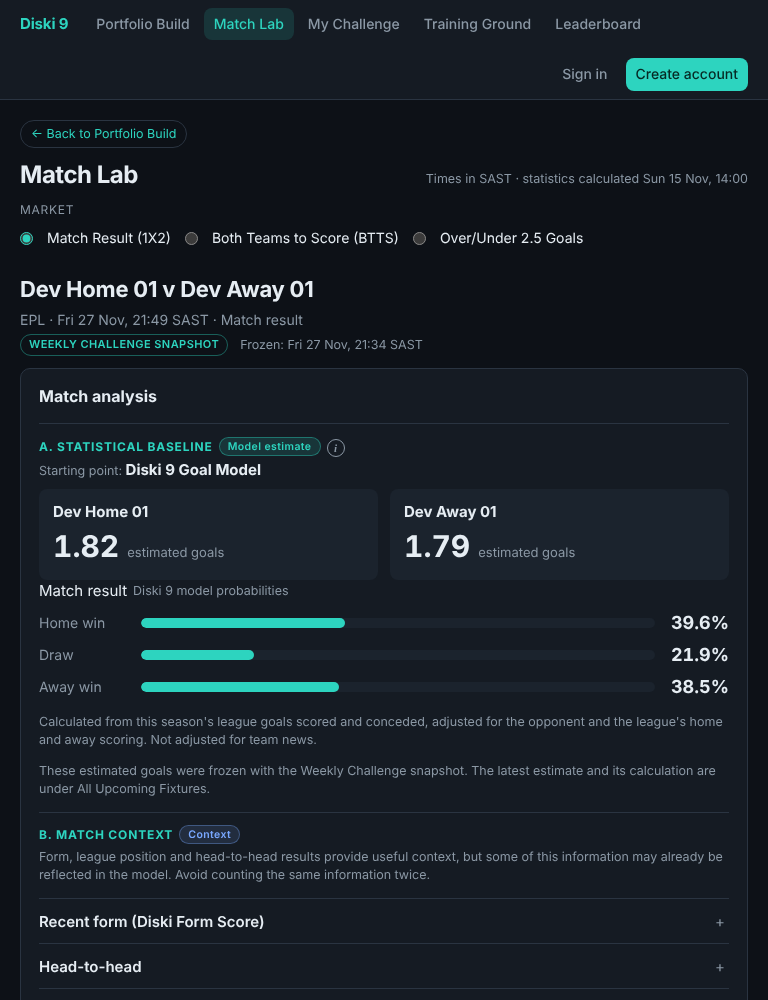 Diski 9 Portfolio Build Match Lab My Challenge Training Ground Leaderboard
Sign in Create account
← Back to Portfolio Build
Match Lab Times in SAST · statistics calculated Sun 15 Nov, 14:00
MARKET
Match Result (1X2) Both Teams to Score (BTTS) Over/Under 2.5 Goals
Dev Home 01 v Dev Away 01
EPL · Fri 27 Nov, 21:49 SAST · Match result
WEEKLY CHALLENGE SNAPSHOT Frozen: Fri 27 Nov, 21:34 SAST
Match analysis
A. STATISTICAL BASELINE Model estimate i
Starting point: Diski 9 Goal Model
Dev Home 01 Dev Away 01
1.82 estimated goals 1.79 estimated goals
Match result Diski 9 model probabilities
Home win 39.6%
Draw 21.9%
Away win 38.5%
Calculated from this season's league goals scored and conceded, adjusted for the opponent and the league's home
and away scoring. Not adjusted for team news.
These estimated goals were frozen with the Weekly Challenge snapshot. The latest estimate and its calculation are
under All Upcoming Fixtures.
B. MATCH CONTEXT Context
Form, league position and head-to-head results provide useful context, but some of this information may already be
reflected in the model. Avoid counting the same information twice.
Recent form (Diski Form Score) +
Head-to-head +